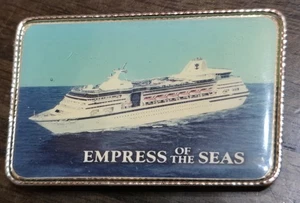 EMPRESS OF THE SEAS